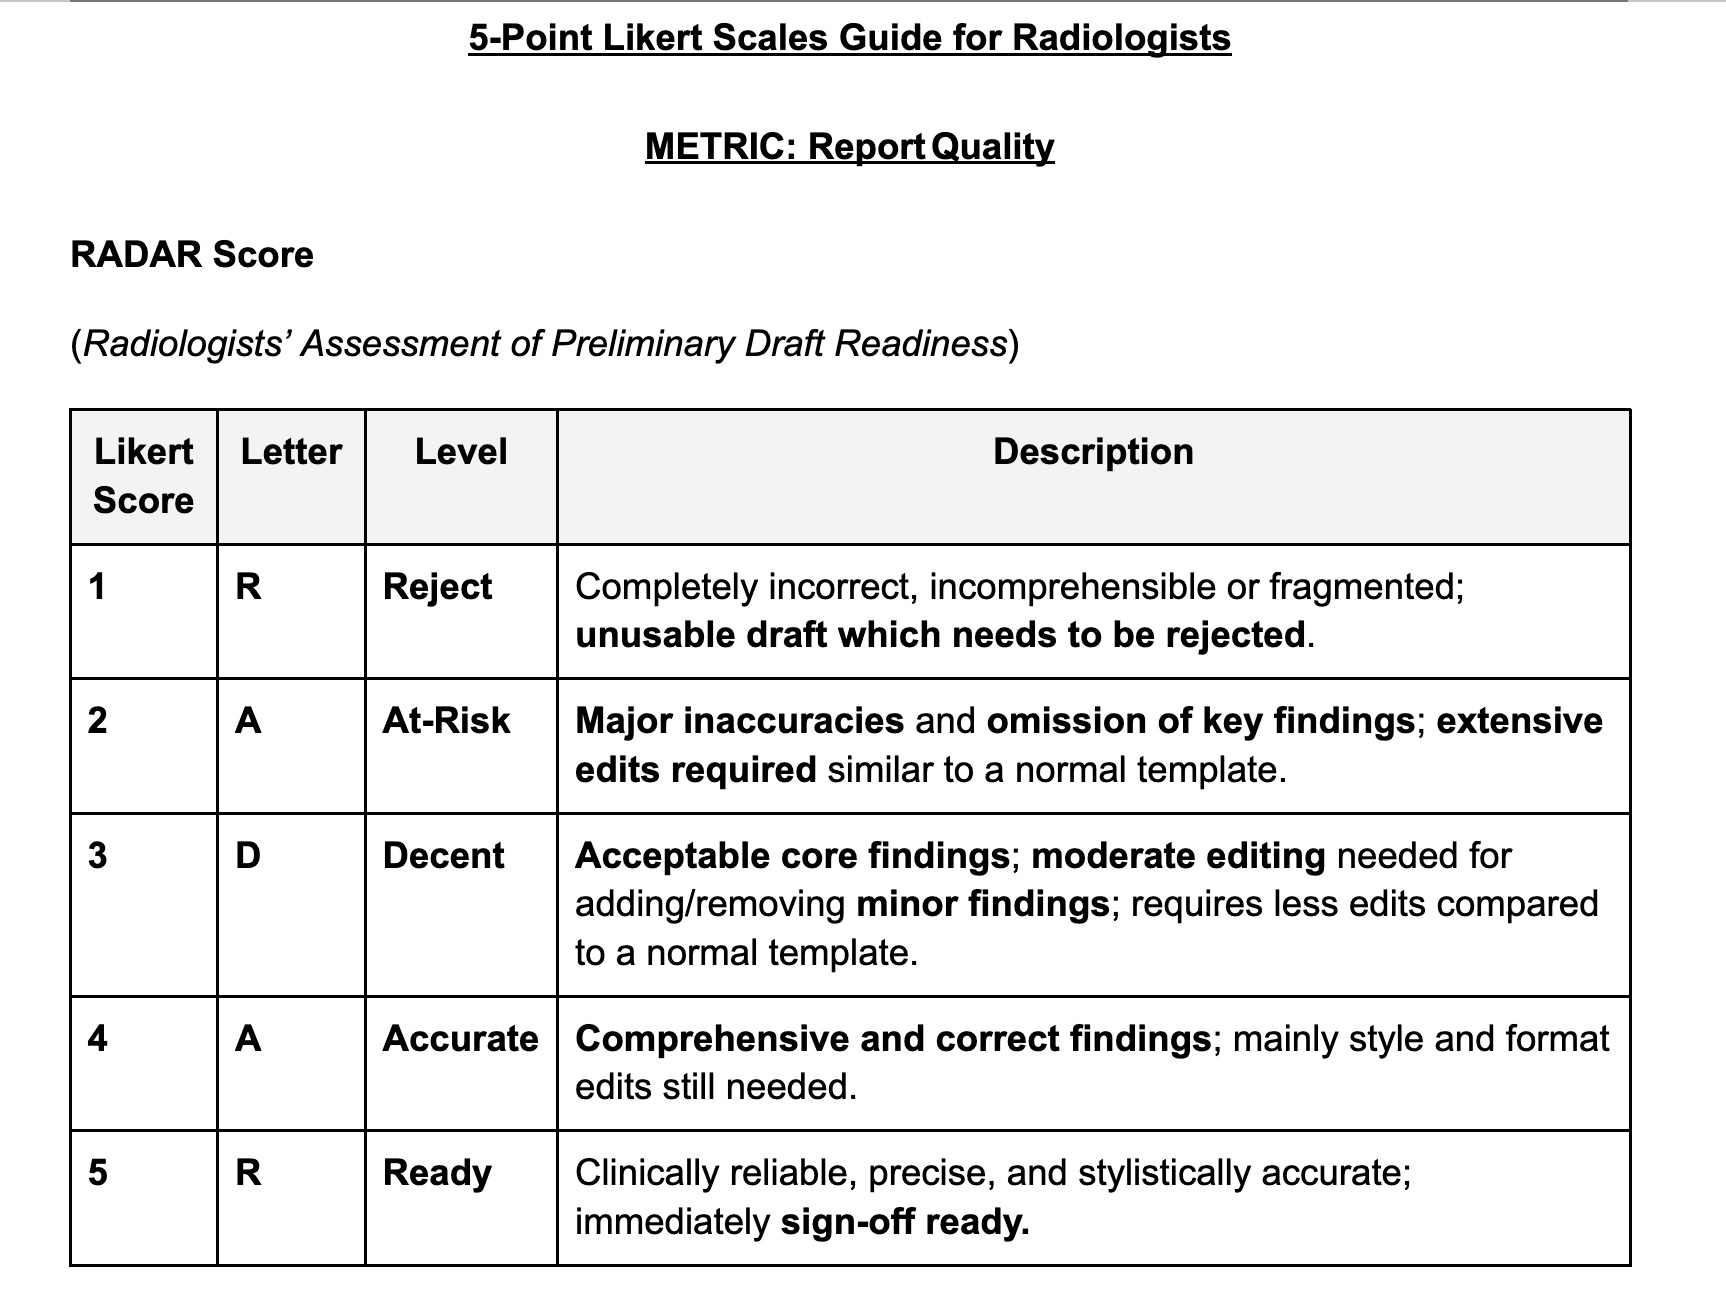 5-Point Likert Scales Guide for Radiologists
METRIC: Report Quality
RADAR Score
(Radiologists’ Assessment of Preliminary Draft Readiness)
Likert Score Letter Level Description
1 R Reject Completely incorrect, incomprehensible or fragmented;
unusable draft which needs to be rejected.
2 A At-Risk Major inaccuracies and omission of key findings; extensive
edits required similar to a normal template.
3 D Decent Acceptable core findings; moderate editing needed for
adding/removing minor findings; requires less edits compared
to a normal template.
4 A Accurate Comprehensive and correct findings; mainly style and format
edits still needed.
5 R Ready Clinically reliable, precise, and stylistically accurate;
immediately sign-off ready.